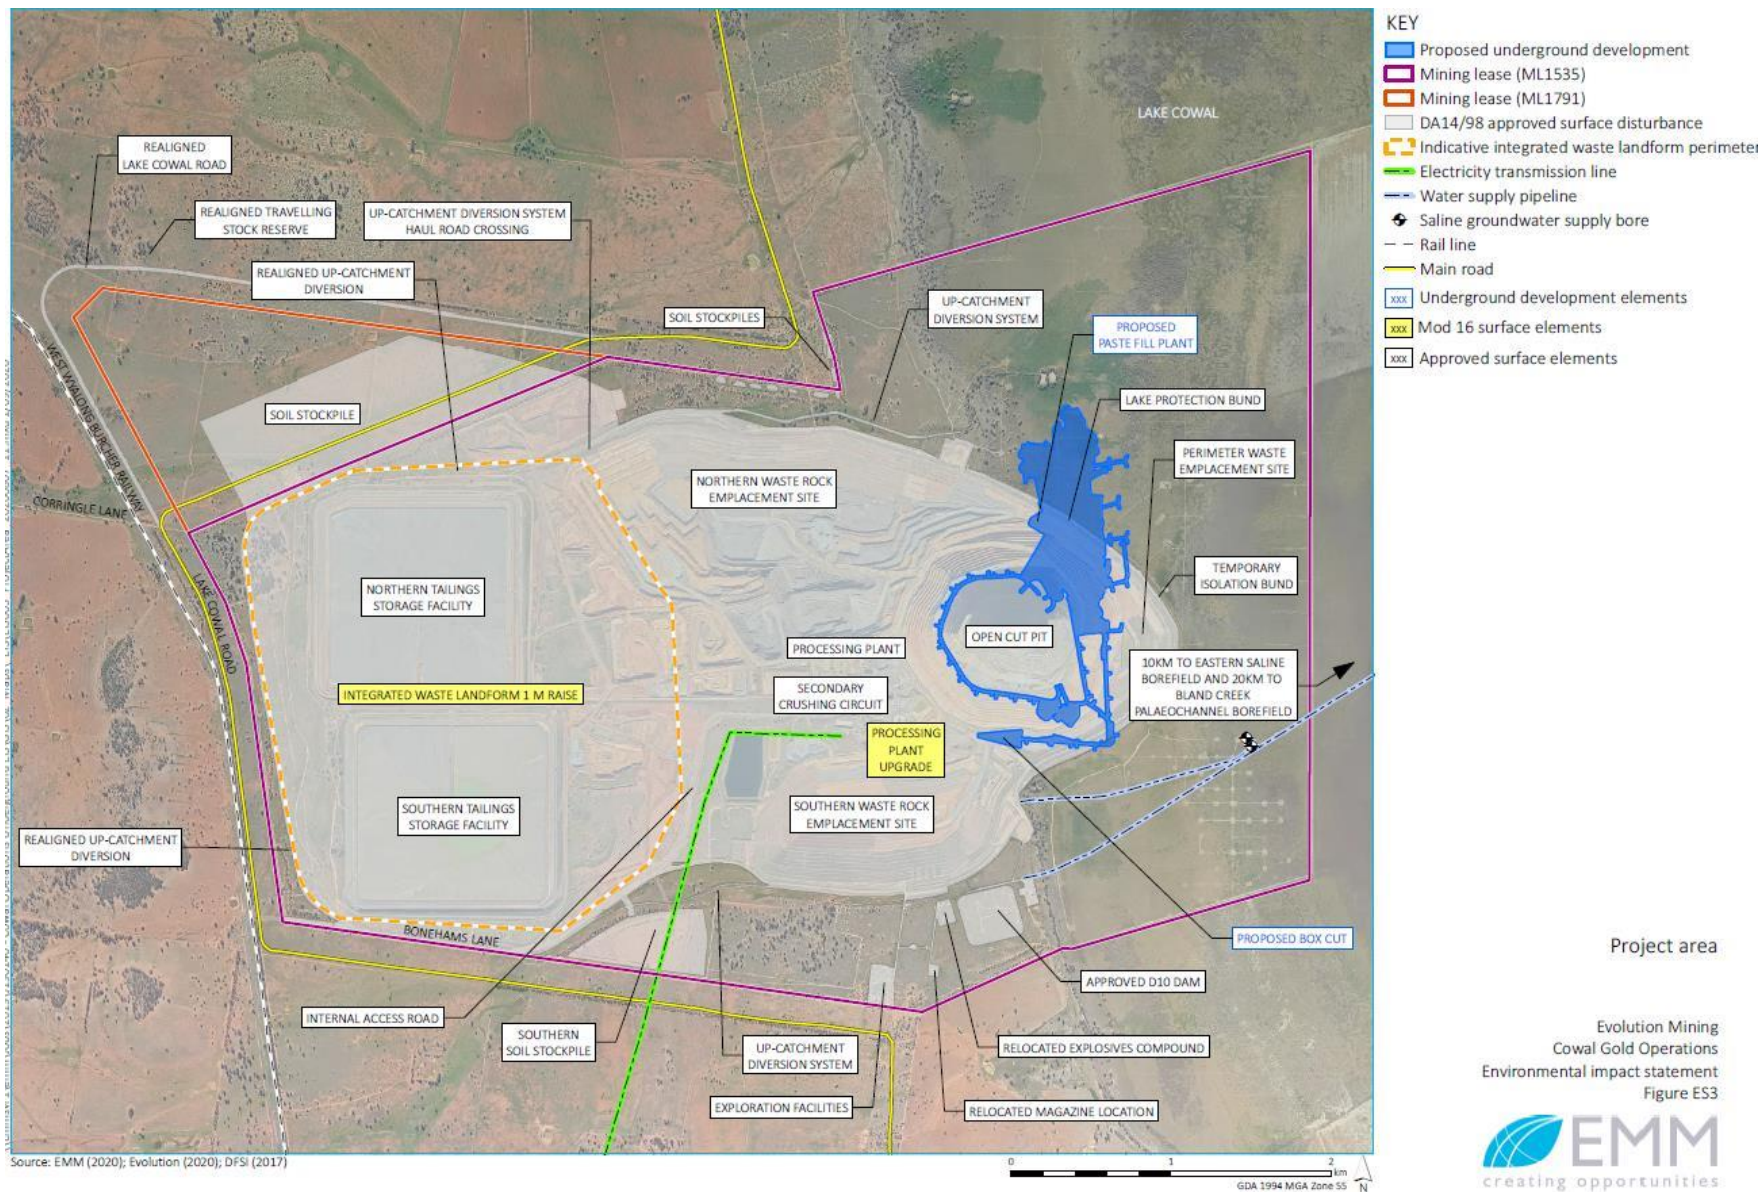 KEY
Proposed underground development
Mining lease (ML1535)
Mining lease (ML1791)
DA14/98 approved surface disturbance
Indicative integrated waste landform perimeter
Electricity transmission line
Water supply pipeline
Saline groundwater supply bore
Rail line
Main road
xxx Underground development elements
xxx Mod 16 surface elements
xxx Approved surface elements
LAKE COWAL
REALIGNED
LAKE COWAL ROAD
REALIGNED TRAVELLING
STOCK RESERVE
UP-CATCHMENT DIVERSION SYSTEM
HAUL ROAD CROSSING
REALIGNED UP-CATCHMENT
DIVERSION
SOIL STOCKPILES
UP-CATCHMENT
DIVERSION SYSTEM
PROPOSED
PASTE FILL PLANT
SOIL STOCKPILE
LAKE PROTECTION BUND
PERIMETER WASTE
EMPLACEMENT SITE
NORTHERN WASTE ROCK
EMPLACEMENT SITE
WEST WYALONG BURCHER RAILWAY
CORRINGLE LANE
LAKE COWAL ROAD
NORTHERN TAILINGS
STORAGE FACILITY
TEMPORARY
ISOLATION BUND
OPEN CUT PIT
PROCESSING PLANT
10KM TO EASTERN SALINE
BOREFIELD AND 20KM TO
BLAND CREEK
PALAEOCHANNEL BOREFIELD
INTEGRATED WASTE LANDFORM 1 M RAISE
SECONDARY
CRUSHING CIRCUIT
PROCESSING
PLANT
UPGRADE
SOUTHERN TAILINGS
STORAGE FACILITY
SOUTHERN WASTE ROCK
EMPLACEMENT SITE
REALIGNED UP-CATCHMENT
DIVERSION
BONEHAMS LANE
PROPOSED BOX CUT
APPROVED D10 DAM
INTERNAL ACCESS ROAD
SOUTHERN
SOIL STOCKPILE
UP-CATCHMENT
DIVERSION SYSTEM
RELOCATED EXPLOSIVES COMPOUND
EXPLORATION FACILITIES
RELOCATED MAGAZINE LOCATION
Source: EMM (2020); Evolution (2020); DFSI (2017)
0 1 2
km
GDA 1994 MGA Zone 55
N
Project area
Evolution Mining
Cowal Gold Operations
Environmental impact statement
Figure ES3
EMM
creating opportunities